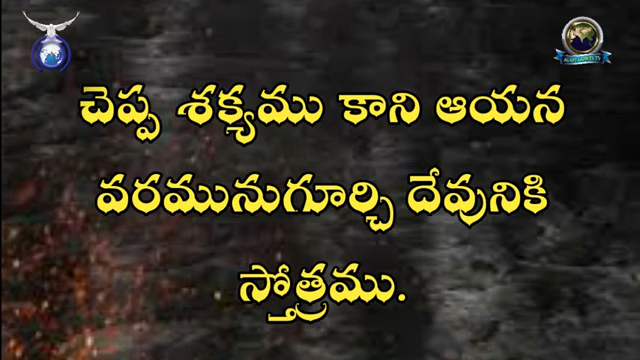 చెప్ప శక్యము కాని ఆయన
వరమునుగూర్చి దేవునికి
స్తోత్రము.